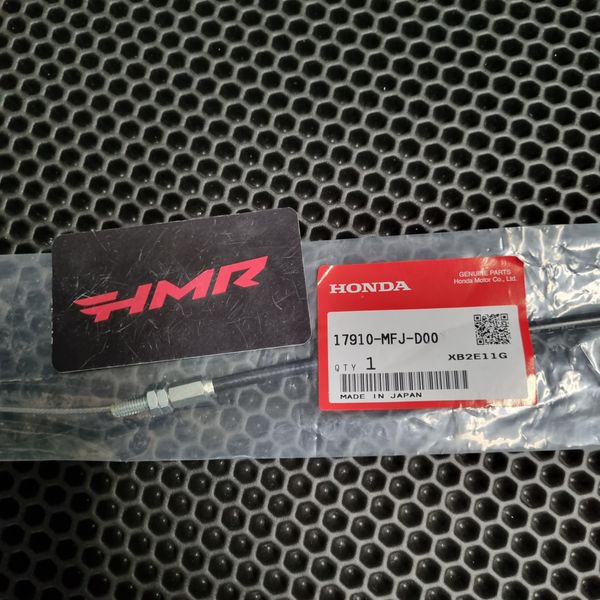 HMR
GENUINE PARTS
HONDA
Honda Motor Co., Ltd.
17910-MFJ-D00
QTY 1
XB2E11G
MADE IN JAPAN